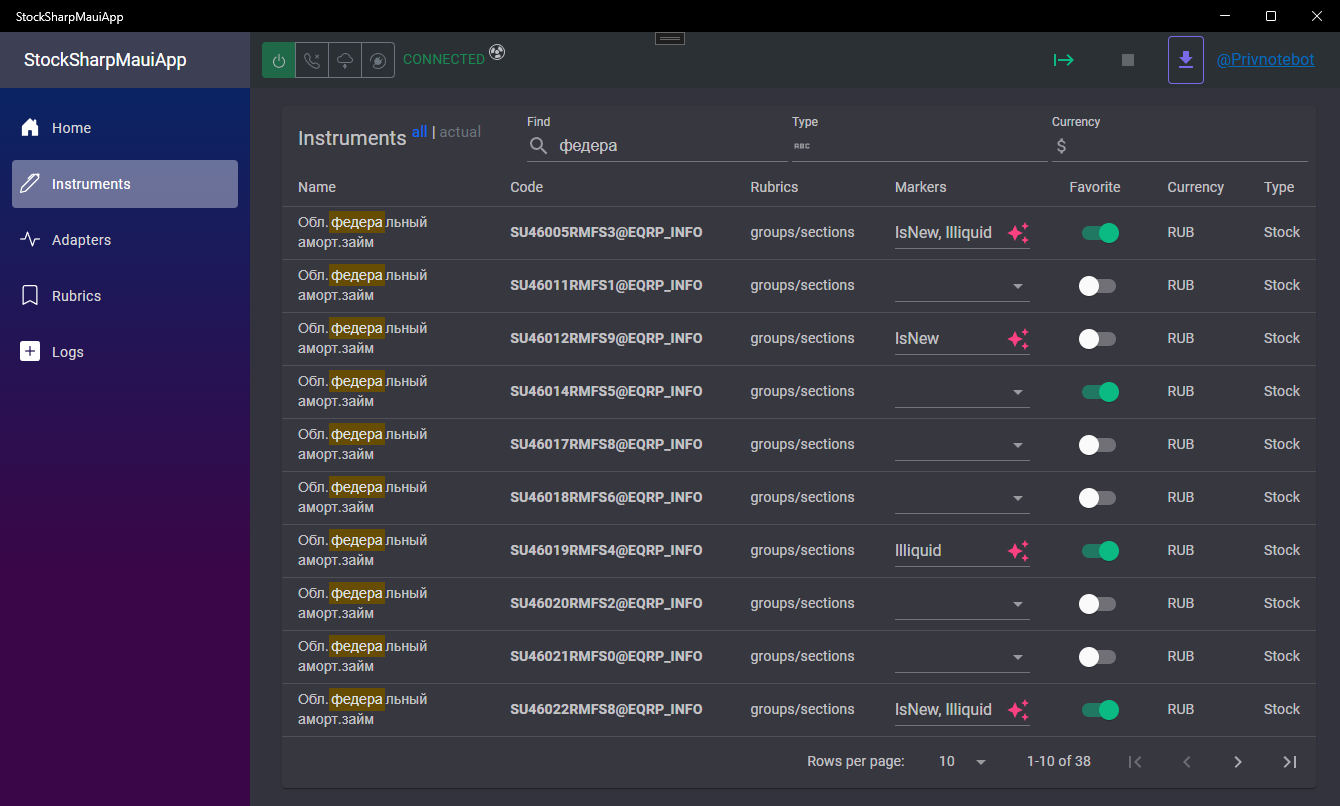 StockSharpMauiApp
StockSharpMauiApp
Home
Instruments
Adapters
Rubrics
Logs
CONNECTED
@Privnotebot
Instruments all | actual
Find
федера
Type
ABC
Currency
$
Name Code Rubrics Markers Favorite Currency Type
Обл.федеральный
аморт.займ
SU46005RMFS3@EQRP_INFO groups/sections IsNew, Illiquid RUB Stock
Обл.федеральный
аморт.займ
SU46011RMFS1@EQRP_INFO groups/sections RUB Stock
Обл.федеральный
аморт.займ
SU46012RMFS9@EQRP_INFO groups/sections IsNew RUB Stock
Обл.федеральный
аморт.займ
SU46014RMFS5@EQRP_INFO groups/sections RUB Stock
Обл.федеральный
аморт.займ
SU46017RMFS8@EQRP_INFO groups/sections RUB Stock
Обл.федеральный
аморт.займ
SU46018RMFS6@EQRP_INFO groups/sections RUB Stock
Обл.федеральный
аморт.займ
SU46019RMFS4@EQRP_INFO groups/sections Illiquid RUB Stock
Обл.федеральный
аморт.займ
SU46020RMFS2@EQRP_INFO groups/sections RUB Stock
Обл.федеральный
аморт.займ
SU46021RMFS0@EQRP_INFO groups/sections RUB Stock
Обл.федеральный
аморт.займ
SU46022RMFS8@EQRP_INFO groups/sections IsNew, Illiquid RUB Stock
Rows per page: 10 1-10 of 38